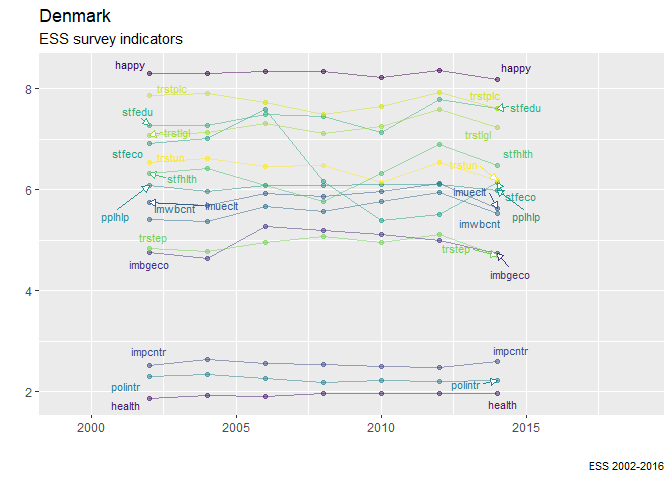 Denmark
ESS survey indicators
happy
happy
8
trstplc
trstplc
stfedu
stfedu
trstlgl
trstlgl
stfeco
trstun
stfhlth
trstun
stfhlth
6
imueclt
stfeco
pplhlp
imwbcnt
imueclt
pplhlp
imwbcnt
trstep
trstep
imbgeco
imbgeco
4
impcntr
impcntr
polintr
polintr
2
health
health
2000
2005
2010
2015
ESS 2002-2016